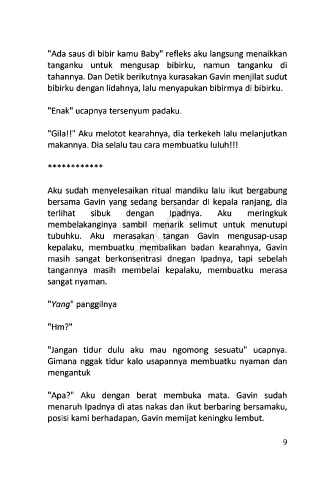 "Ada saus di bibir kamu Baby" refleks aku langsung menaikkan
tanganku untuk mengusap bibirku, namun tanganku di
tahannya. Dan Detik berikutnya kurasakan Gavin menjilat sudut
bibirku dengan lidahnya, lalu menyapukan bibirmya di bibirku.
"Enak" ucapnya tersenyum padaku.
"Gila!!" Aku melotot kearahnya, dia terkekeh lalu melanjutkan
makannya. Dia selalu tau cara membuatku luluh!!!
************
Aku sudah menyelesaikan ritual mandiku lalu ikut bergabung
bersama Gavin yang sedang bersandar di kepala ranjang, dia
terlihat sibuk dengan Ipadnya. Aku meringkuk
membelakanginya sambil menarik selimut untuk menutupi
tubuhku. Aku merasakan tangan Gavin mengusap-usap
kepalaku, membuatku membalikan badan kearahnya, Gavin
masih sangat berkonsentrasi dnegan Ipadnya, tapi sebelah
tangannya masih membelai kepalaku, membuatku merasa
sangat nyaman.
"Yang" panggilnya
"Hm?"
"Jangan tidur dulu aku mau ngomong sesuatu" ucapnya.
Gimana nggak tidur kalo usapannya membuatku nyaman dan
mengantuk
"Apa?" Aku dengan berat membuka mata. Gavin sudah
menaruh Ipadnya di atas nakas dan ikut berbaring bersamaku,
posisi kami berhadapan, Gavin memijat keningku lembut.
9